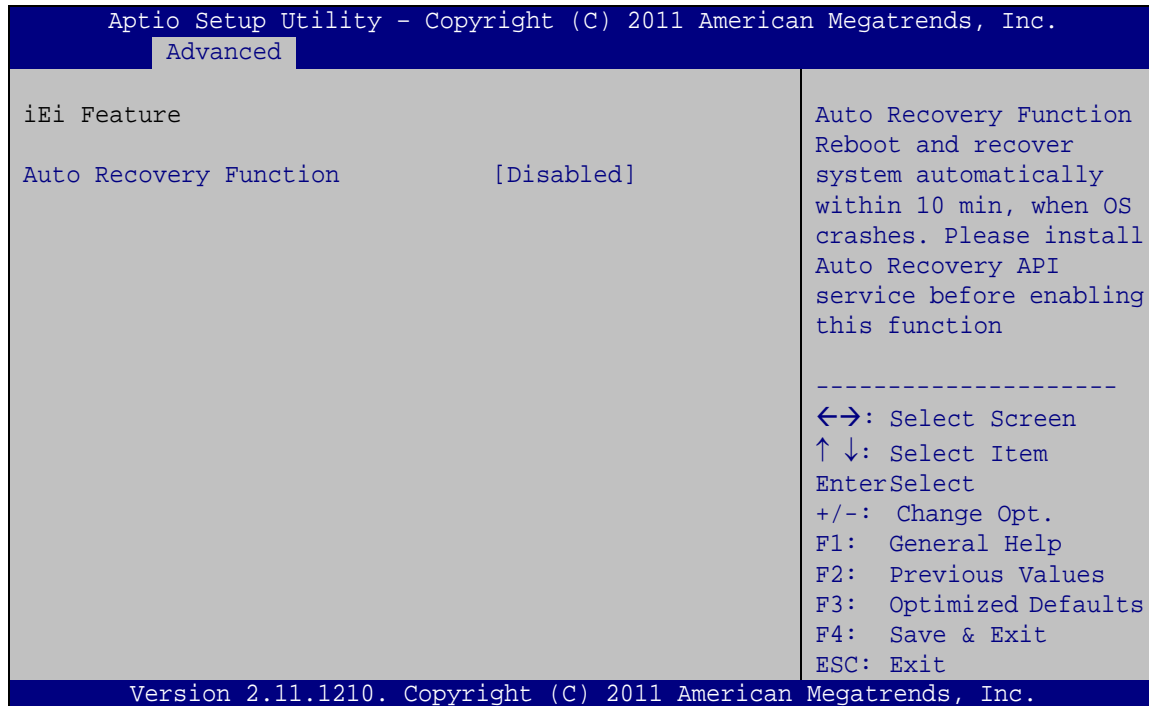 Aptio Setup Utility – Copyright (C) 2011 American Megatrends, Inc.
Advanced
iEi Feature
Auto Recovery Function [Disabled]
Auto Recovery Function
Reboot and recover
system automatically
within 10 min, when OS
crashes. Please install
Auto Recovery API
service before enabling
this function
---------------------
←→: Select Screen
↑ ↓: Select Item
EnterSelect
+/-: Change Opt.
F1: General Help
F2: Previous Values
F3: Optimized Defaults
F4: Save & Exit
ESC: Exit
Version 2.11.1210. Copyright (C) 2011 American Megatrends, Inc.